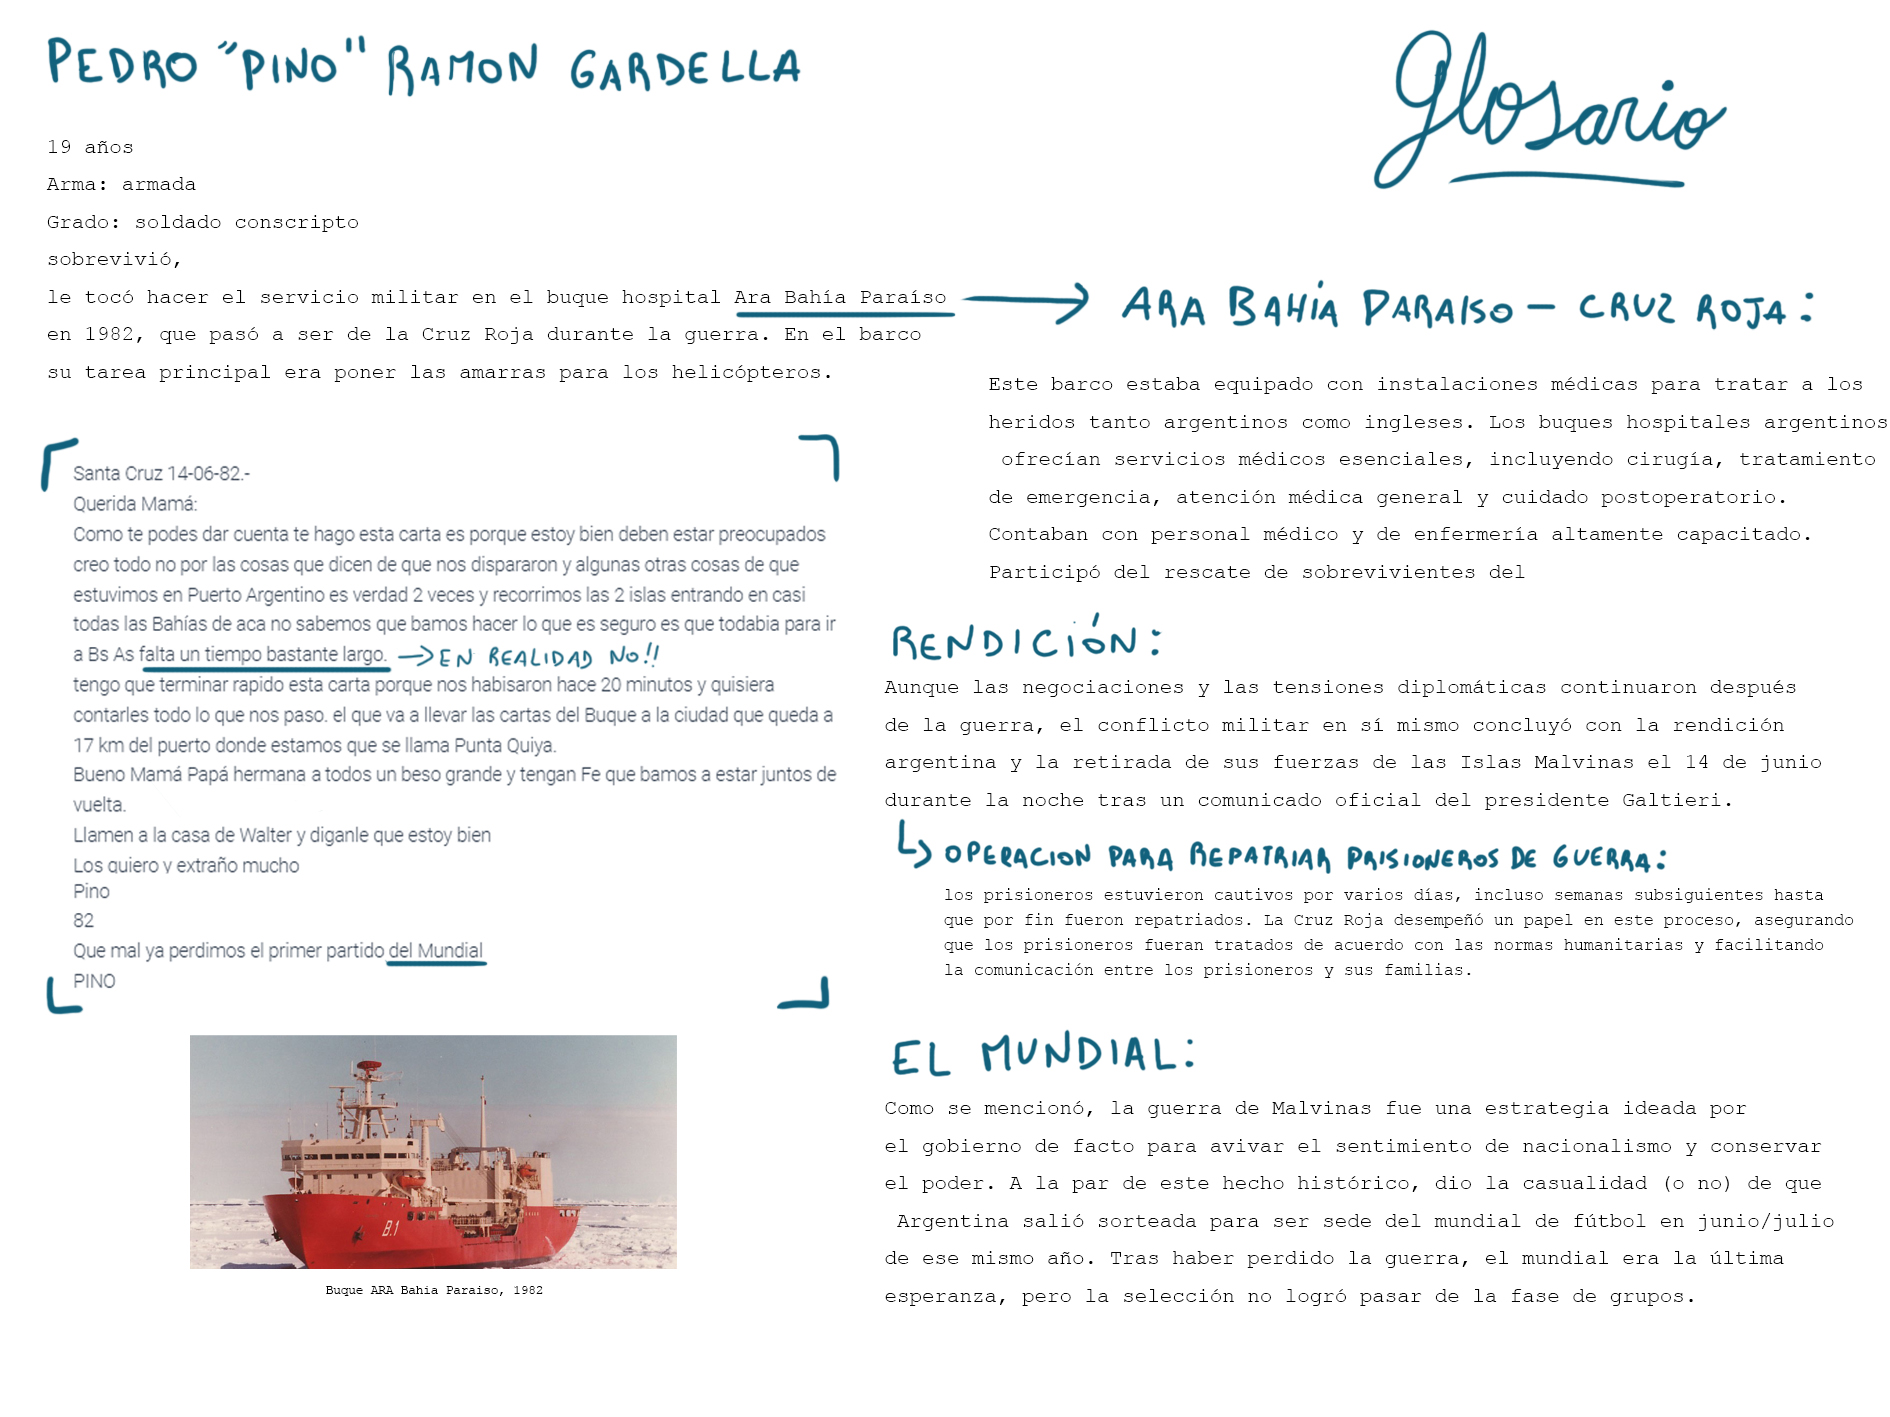 PEDRO "PINO" RAMON GARDELLA
19 años
Arma: armada
Grado: soldado conscripto
sobrevivió,
le tocó hacer el servicio militar en el buque hospital Ara Bahía Paraíso
en 1982, que pasó a ser de la Cruz Roja durante la guerra. En el barco
su tarea principal era poner las amarras para los helicópteros.
Santa Cruz 14-06-82.-
Querida Mamá:
Como te podes dar cuenta te hago esta carta es porque estoy bien deben estar preocupados
creo todo no por las cosas que dicen de que nos dispararon y algunas otras cosas de que
estuvimos en Puerto Argentino es verdad 2 veces y recorrimos las 2 islas entrando en casi
todas las Bahías de aca no sabemos que bamos hacer lo que es seguro es que todabia para ir
a Bs As falta un tiempo bastante largo. EN REALIDAD NO!!
tengo que terminar rapido esta carta porque nos habisaron hace 20 minutos y quisiera
contarles todo lo que nos paso. el que va a llevar las cartas del Buque a la ciudad que queda a
17 km del puerto donde estamos que se llama Punta Quiya.
Bueno Mamá Papá hermana a todos un beso grande y tengan Fe que bamos a estar juntos de
vuelta.
Llamen a la casa de Walter y diganle que estoy bien
Los quiero y extraño mucho
Pino
82
Que mal ya perdimos el primer partido del Mundial
PINO
B.1
Buque ARA Bahia Paraiso, 1982
Glosario
ARA BAHÍA PARAISO - CRUZ ROJA:
Este barco estaba equipado con instalaciones médicas para tratar a los
heridos tanto argentinos como ingleses. Los buques hospitales argentinos
ofrecían servicios médicos esenciales, incluyendo cirugía, tratamiento
de emergencia, atención médica general y cuidado postoperatorio.
Contaban con personal médico y de enfermería altamente capacitado.
Participó del rescate de sobrevivientes del
RENDICIÓN:
Aunque las negociaciones y las tensiones diplomáticas continuaron después
de la guerra, el conflicto militar en sí mismo concluyó con la rendición
argentina y la retirada de sus fuerzas de las Islas Malvinas el 14 de junio
durante la noche tras un comunicado oficial del presidente Galtieri.
OPERACION PARA REPATRIAR PRISIONEROS DE GUERRA:
los prisioneros estuvieron cautivos por varios días, incluso semanas subsiguientes hasta
que por fin fueron repatriados. La Cruz Roja desempeñó un papel en este proceso, asegurando
que los prisioneros fueran tratados de acuerdo con las normas humanitarias y facilitando
la comunicación entre los prisioneros y sus familias.
EL MUNDIAL:
Como se mencionó, la guerra de Malvinas fue una estrategia ideada por
el gobierno de facto para avivar el sentimiento de nacionalismo y conservar
el poder. A la par de este hecho histórico, dio la casualidad (o no) de que
Argentina salió sorteada para ser sede del mundial de fútbol en junio/julio
de ese mismo año. Tras haber perdido la guerra, el mundial era la última
esperanza, pero la selección no logró pasar de la fase de grupos.